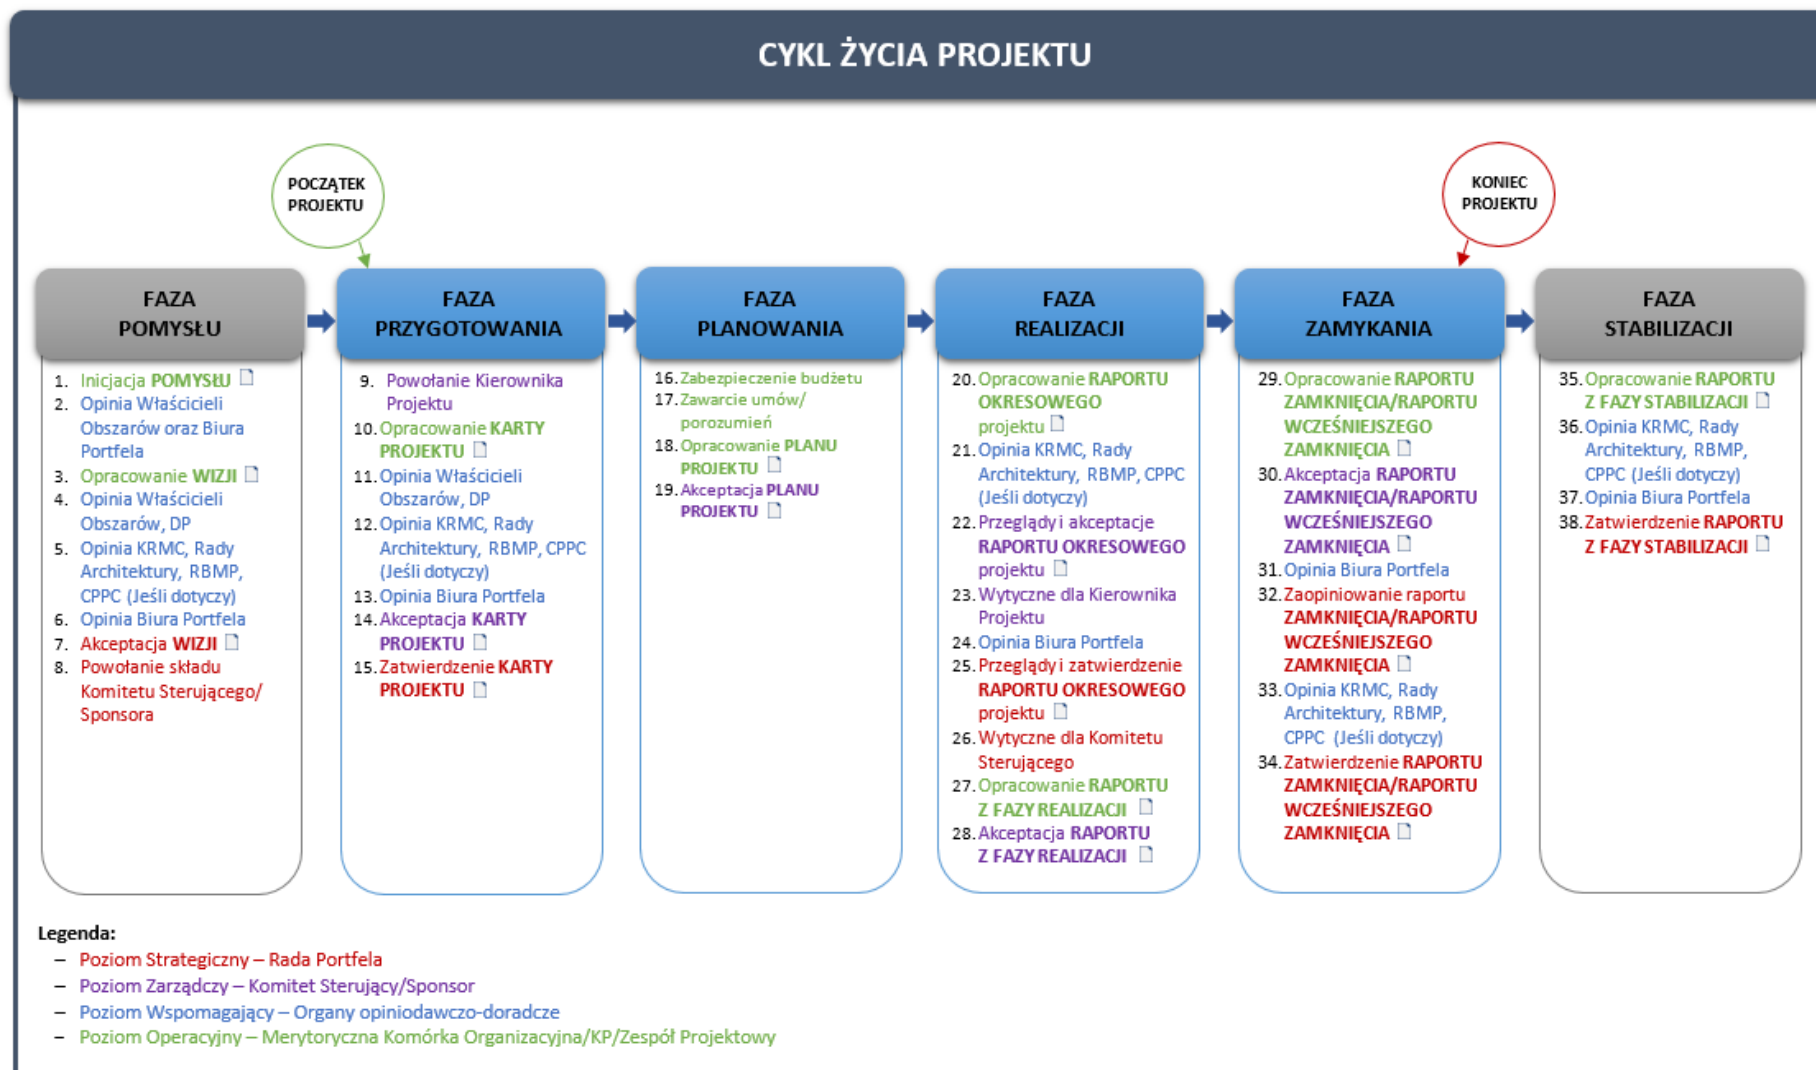 CYKL ŻYCIA PROJEKTU
POCZĄTEK
PROJEKTU
KONIEC
PROJEKTU
FAZA
POMYSŁU
1. Inicjacja POMYSŁU
2. Opinia Właścicieli
Obszarów oraz Biura
Portfela
3. Opracowanie WIZJI
4. Opinia Właścicieli
Obszarów, DP
5. Opinia KRMC, Rady
Architektury, RBMP,
CPPC (Jeśli dotyczy)
6. Opinia Biura Portfela
7. Akceptacja WIZJI
8. Powołanie składu
Komitetu Sterującego/
Sponsora
FAZA
PRZYGOTOWANIA
9. Powołanie Kierownika
Projektu
10. Opracowanie KARTY
PROJEKTU
11. Opinia Właścicieli
Obszarów, DP
12. Opinia KRMC, Rady
Architektury, RBMP, CPPC
(Jeśli dotyczy)
13. Opinia Biura Portfela
14. Akceptacja KARTY
PROJEKTU
15. Zatwierdzenie KARTY
PROJEKTU
FAZA
PLANOWANIA
16. Zabezpieczenie budżetu
17. Zawarcie umów/
porozumień
18. Opracowanie PLANU
PROJEKTU
19. Akceptacja PLANU
PROJEKTU
FAZA
REALIZACJI
20. Opracowanie RAPORTU
OKRESOWEGO
projektu
21. Opinia KRMC, Rady
Architektury, RBMP, CPPC
(Jeśli dotyczy)
22. Przeglądy i akceptacje
RAPORTU OKRESOWEGO
projektu
23. Wytyczne dla Kierownika
Projektu
24. Opinia Biura Portfela
25. Przeglądy i zatwierdzenie
RAPORTU OKRESOWEGO
projektu
26. Wytyczne dla Komitetu
Sterującego
27. Opracowanie RAPORTU
Z FAZY REALIZACJI
28. Akceptacja RAPORTU
Z FAZY REALIZACJI
FAZA
ZAMYKANIA
29. Opracowanie RAPORTU
ZAMKNIĘCIA/RAPORTU
WCZEŚNIEJSZEGO
ZAMKNIĘCIA
30. Akceptacja RAPORTU
ZAMKNIĘCIA/RAPORTU
WCZEŚNIEJSZEGO
ZAMKNIĘCIA
31. Opinia Biura Portfela
32. Zaopiniowanie raportu
ZAMKNIĘCIA/RAPORTU
WCZEŚNIEJSZEGO
ZAMKNIĘCIA
33. Opinia KRMC, Rady
Architektury, RBMP,
CPPC (Jeśli dotyczy)
34. Zatwierdzenie RAPORTU
ZAMKNIĘCIA/RAPORTU
WCZEŚNIEJSZEGO
ZAMKNIĘCIA
FAZA
STABILIZACJI
35. Opracowanie RAPORTU
Z FAZY STABILIZACJI
36. Opinia KRMC, Rady
Architektury, RBMP,
CPPC (Jeśli dotyczy)
37. Opinia Biura Portfela
38. Zatwierdzenie RAPORTU
Z FAZY STABILIZACJI
Legenda:
– Poziom Strategiczny – Rada Portfela
– Poziom Zarządczy – Komitet Sterujący/Sponsor
– Poziom Wspomagający – Organy opiniodawczo-doradcze
– Poziom Operacyjny – Merytoryczna Komórka Organizacyjna/KP/Zespół Projektowy